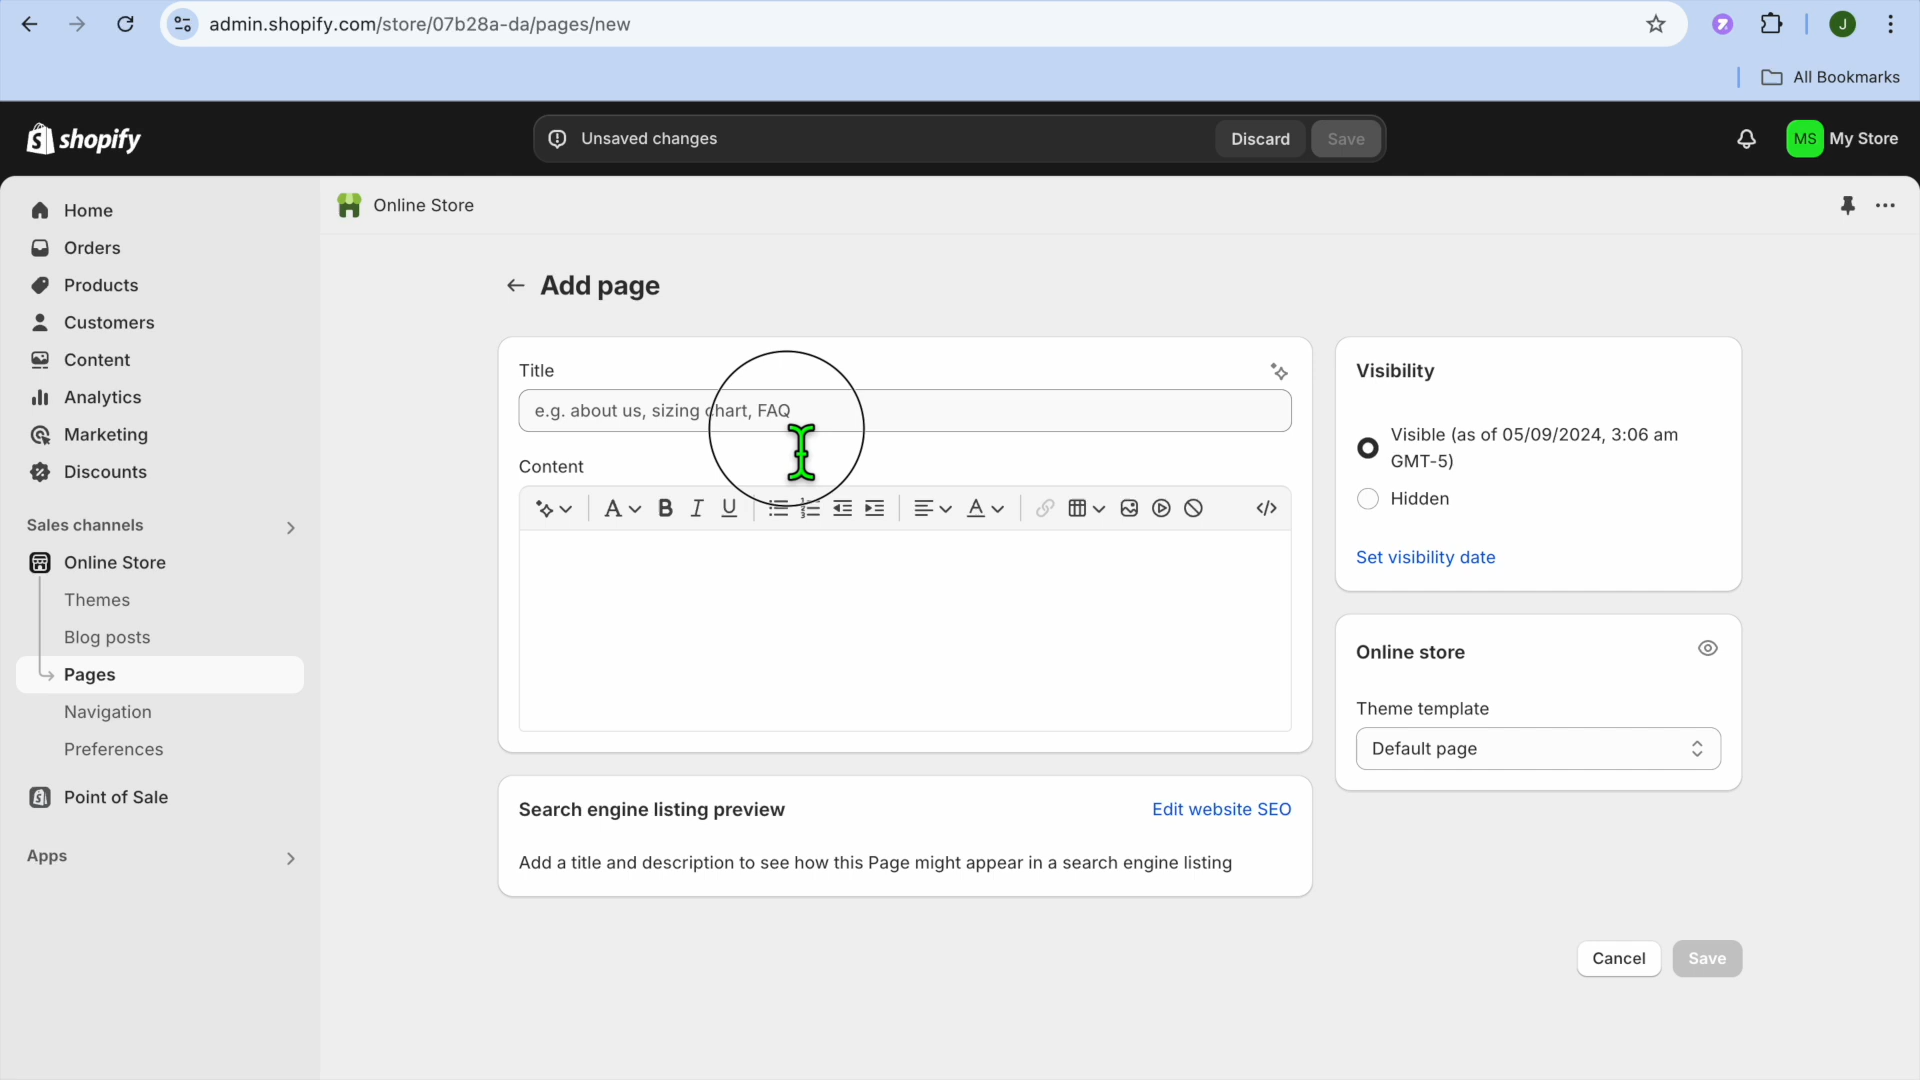 admin.shopify.com/store/07b28a-da/pages/new
J
All Bookmarks
shopify
Unsaved changes
Discard
Save
MS
My Store
Home
Orders
Products
Customers
Content
Analytics
Marketing
Discounts
Sales channels
Online Store
Themes
Blog posts
Pages
Navigation
Preferences
Point of Sale
Apps
Online Store
Add page
Title
e.g. about us, sizing chart, FAQ
Content
Search engine listing preview
Edit website SEO
Add a title and description to see how this Page might appear in a search engine listing
Visibility
Visible (as of 05/09/2024, 3:06 am
GMT-5)
Hidden
Set visibility date
Online store
Theme template
Default page
Cancel
Save